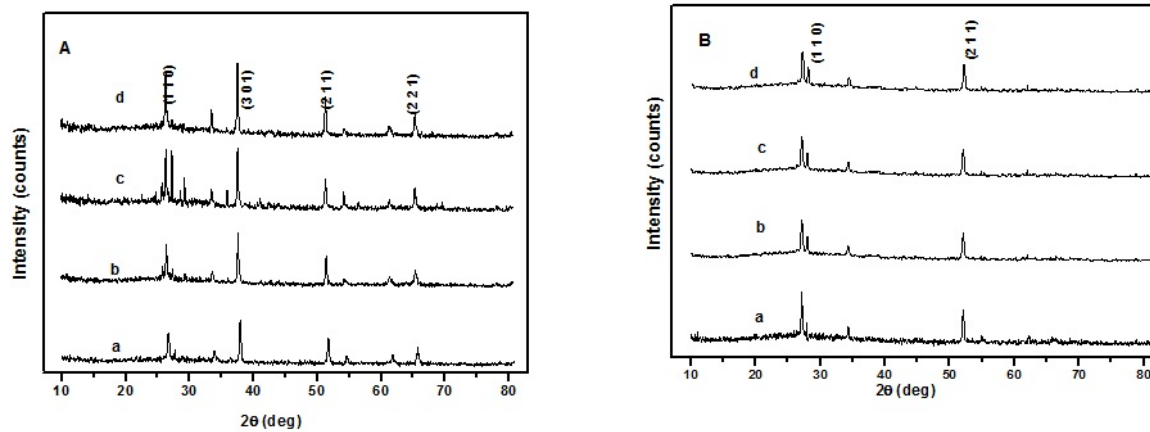 A
d
(1 1 0)
(3 0 1)
(2 1 1)
(2 2 1)
c
b
a
Intensity (counts)
10 20 30 40 50 60 70 80
2θ (deg)
B
d
(1 1 0)
(2 1 1)
c
b
a
Intensity (counts)
10 20 30 40 50 60 70 80
2θ (deg)